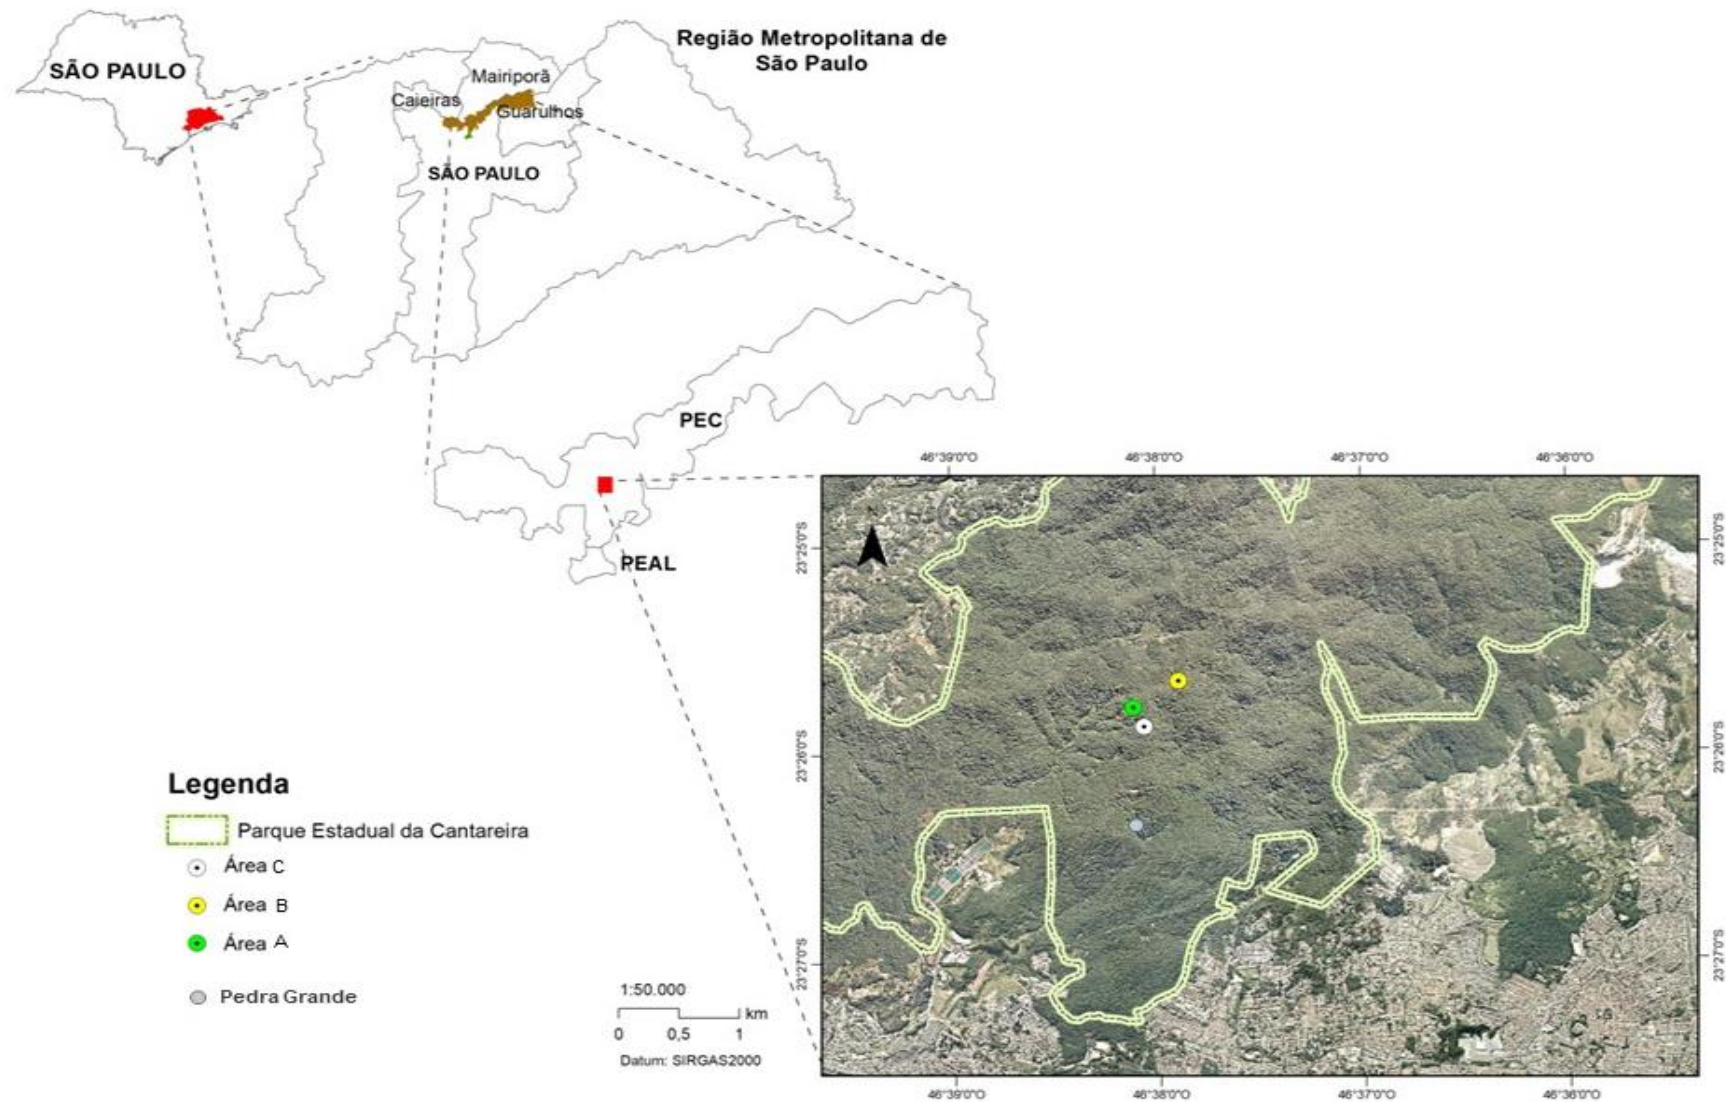 Região Metropolitana de
São Paulo
SÃO PAULO
Mairiporã
Caieiras
Guarulhos
SÃO PAULO
PEC
PEAL
46°39'0"O
46°38'0"O
46°37'0"O
46°36'0"O
23°25'0"S
23°25'0"S
23°26'0"S
23°26'0"S
23°27'0"S
23°27'0"S
46°39'0"O
46°38'0"O
46°37'0"O
46°36'0"O
Legenda
Parque Estadual da Cantareira
Área C
Área B
Área A
Pedra Grande
1:50.000
km
0 0,5 1
Datum: SIRGAS2000